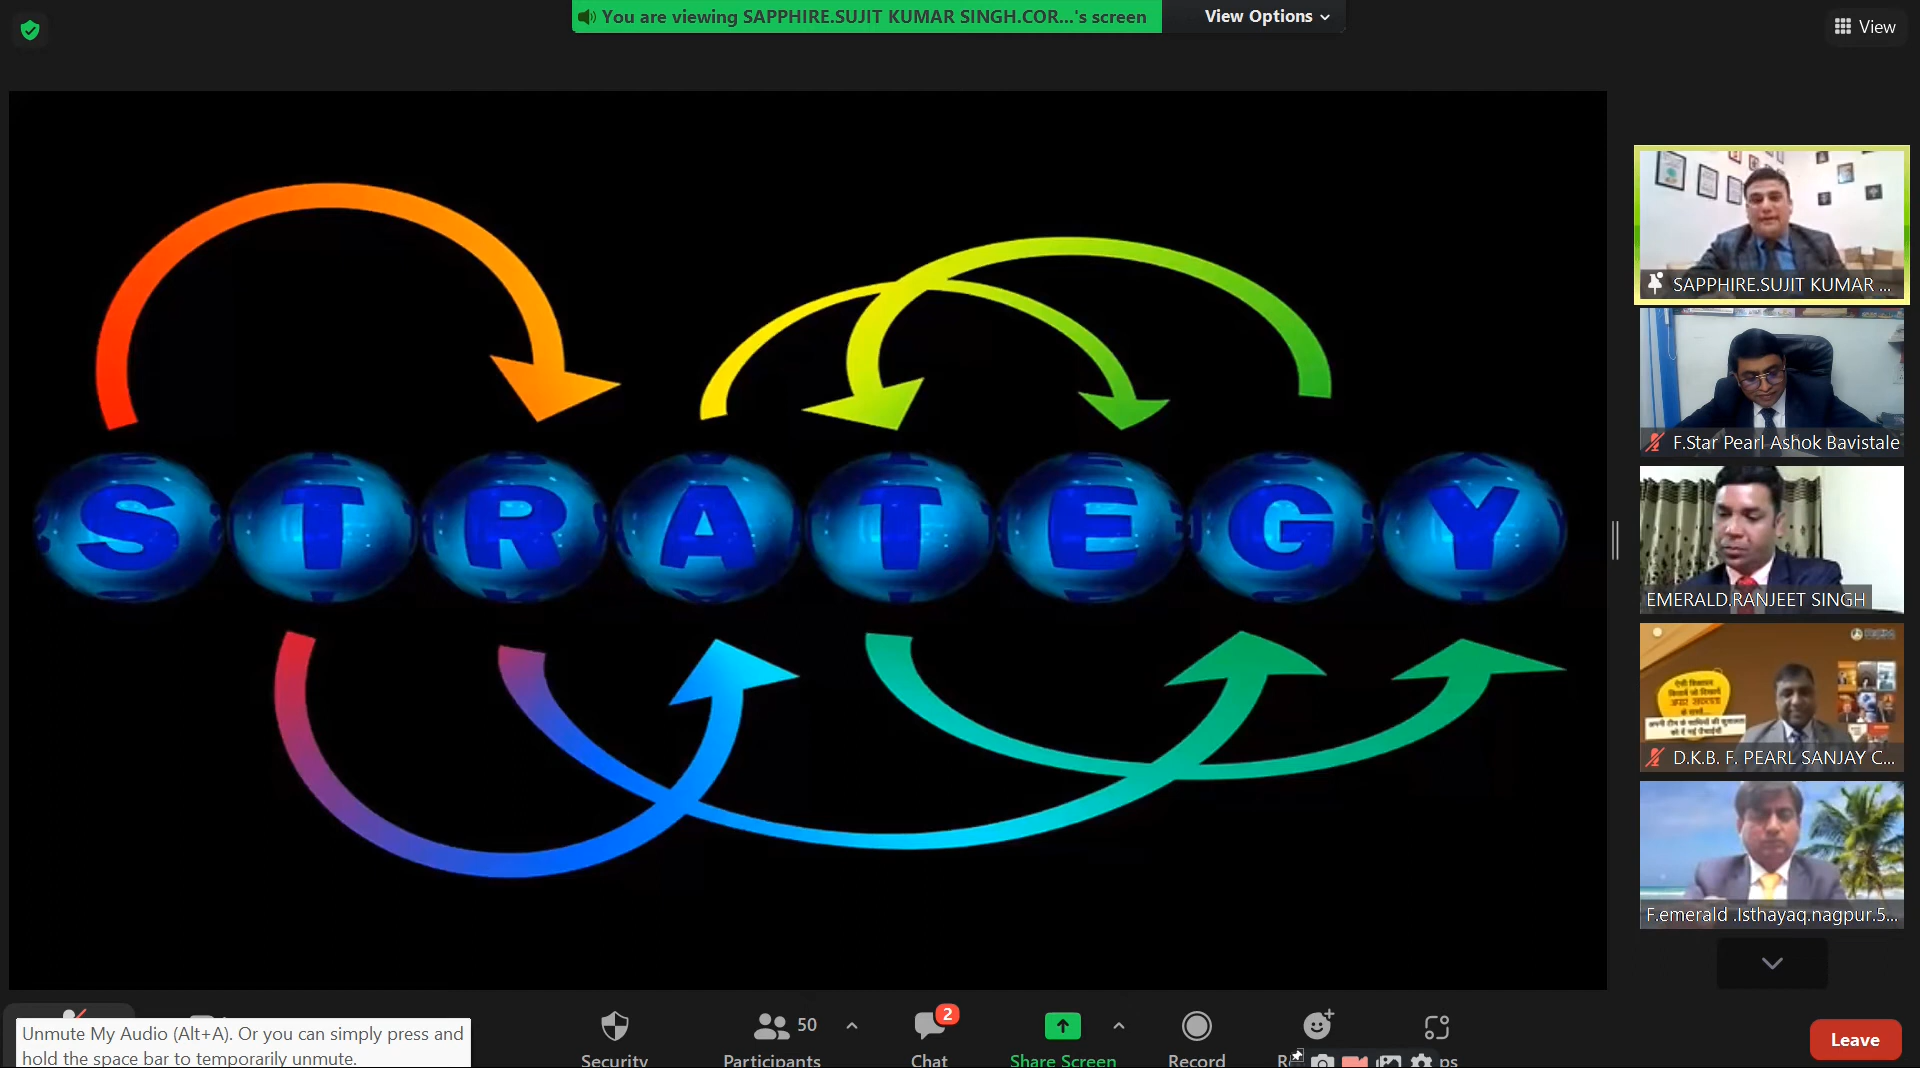 You are viewing SAPPHIRE.SUJIT KUMAR SINGH.COR...'s screen
View Options
View
STRATEGY
SAPPHIRE.SUJIT KUMAR ...
F.Star Pearl Ashok Bavistale
EMERALD.RANJEET SINGH
D.K.B. F. PEARL SANJAY C...
F.emerald .Isthayaq.nagpur.5...
Unmute My Audio (Alt+A). Or you can simply press and
hold the space bar to temporarily unmute.
Security
50
Participants
2
Chat
Share Screen
Record
ps
Leave